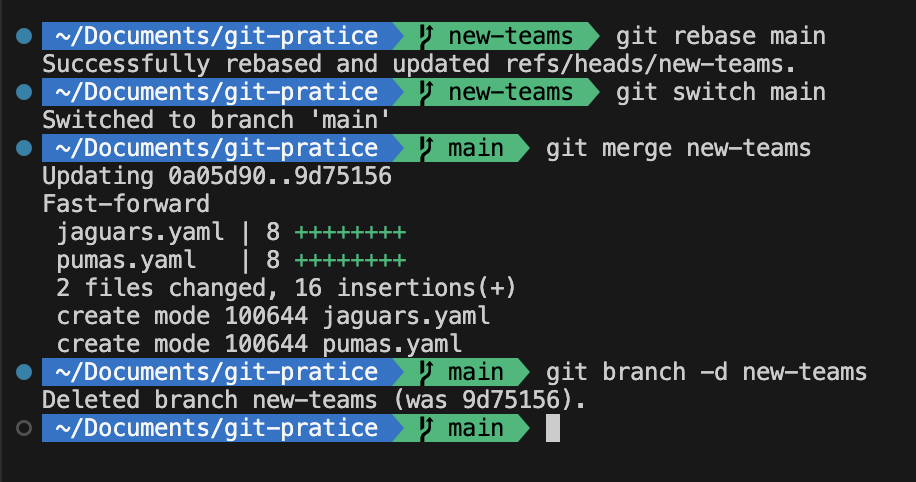 ~/Documents/git-pratice new-teams git rebase main
Successfully rebased and updated refs/heads/new-teams.
~/Documents/git-pratice new-teams git switch main
Switched to branch 'main'
~/Documents/git-pratice main git merge new-teams
Updating 0a05d90..9d75156
Fast-forward
 jaguars.yaml | 8 ++++++++
 pumas.yaml   | 8 ++++++++
 2 files changed, 16 insertions(+)
 create mode 100644 jaguars.yaml
 create mode 100644 pumas.yaml
~/Documents/git-pratice main git branch -d new-teams
Deleted branch new-teams (was 9d75156).
~/Documents/git-pratice main